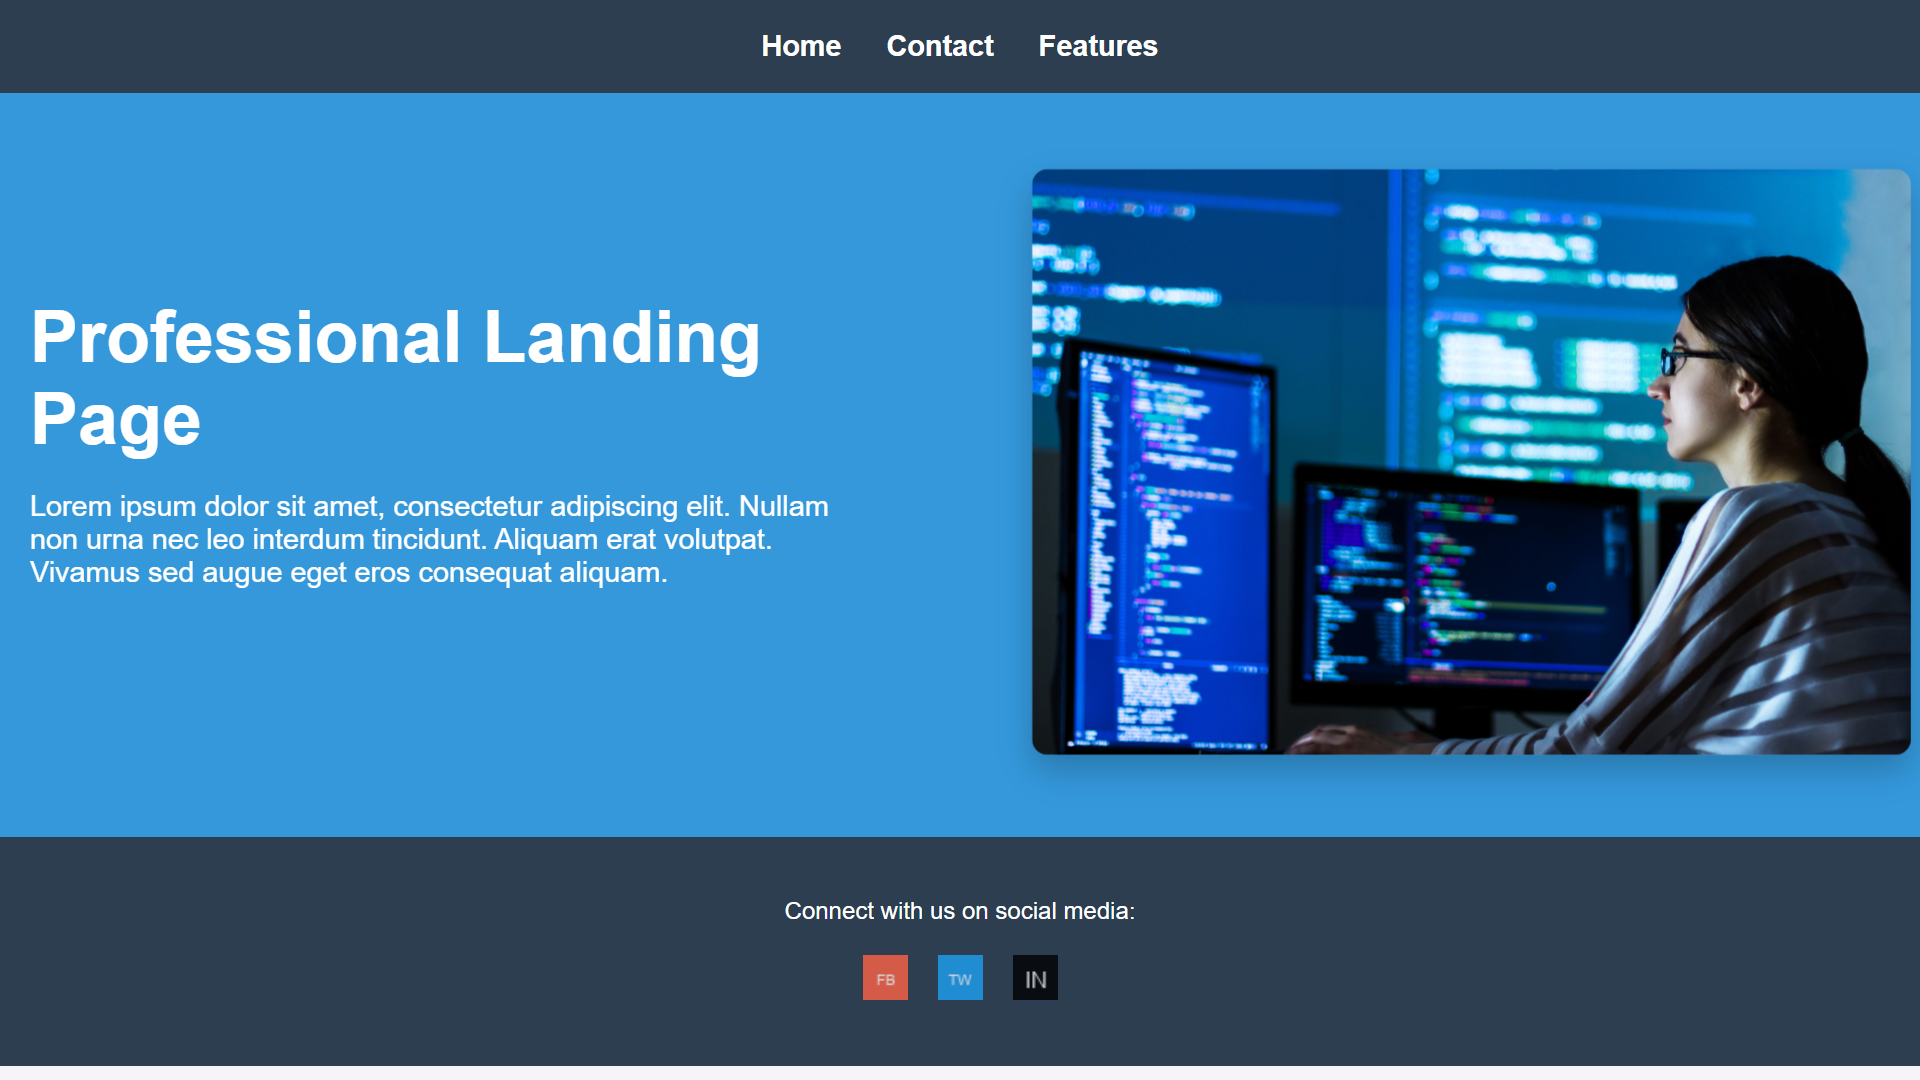 Home Contact Features
Professional Landing
Page
Lorem ipsum dolor sit amet, consectetur adipiscing elit. Nullam
non urna nec leo interdum tincidunt. Aliquam erat volutpat.
Vivamus sed augue eget eros consequat aliquam.
Connect with us on social media:
FB TW IN